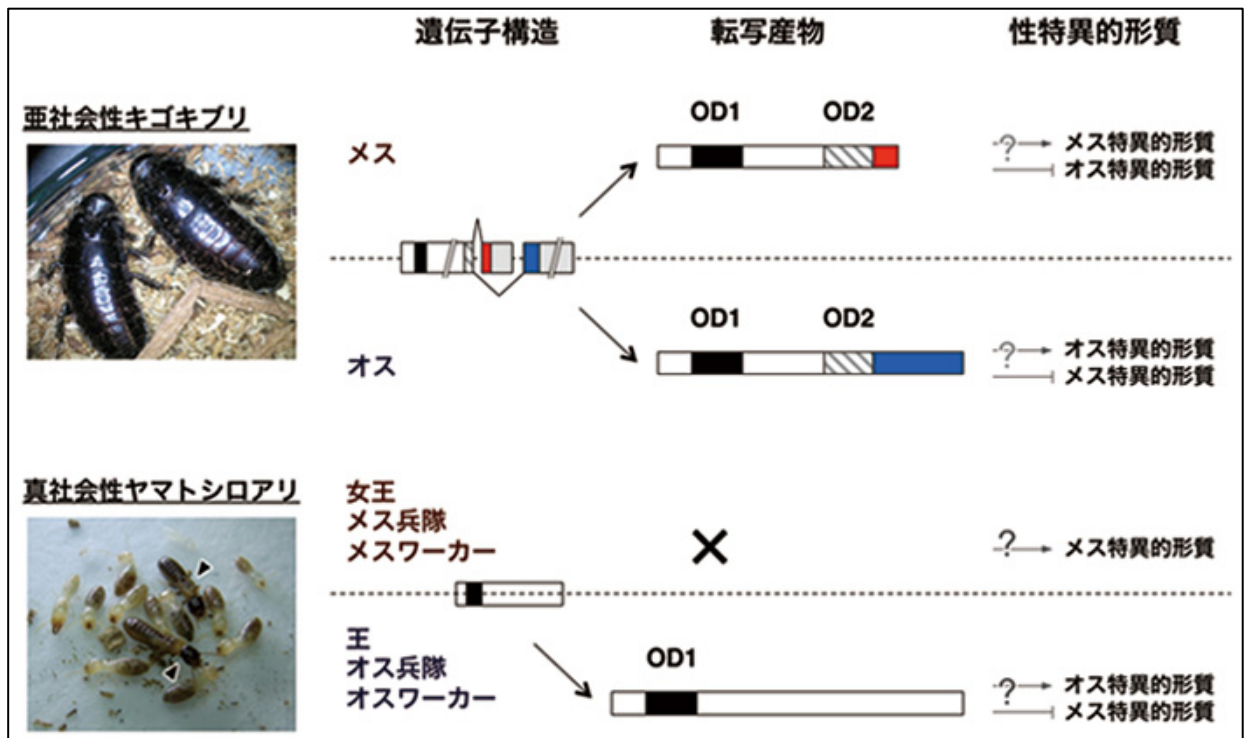 遺伝子構造
転写産物
性特異的形質
亜社会性キゴキブリ
メス
OD1
OD2
?
メス特異的形質
オス特異的形質
オス
OD1
OD2
?
オス特異的形質
メス特異的形質
真社会性ヤマトシロアリ
女王
メス兵隊
メスワーカー
?
メス特異的形質
王
オス兵隊
オスワーカー
OD1
?
オス特異的形質
メス特異的形質